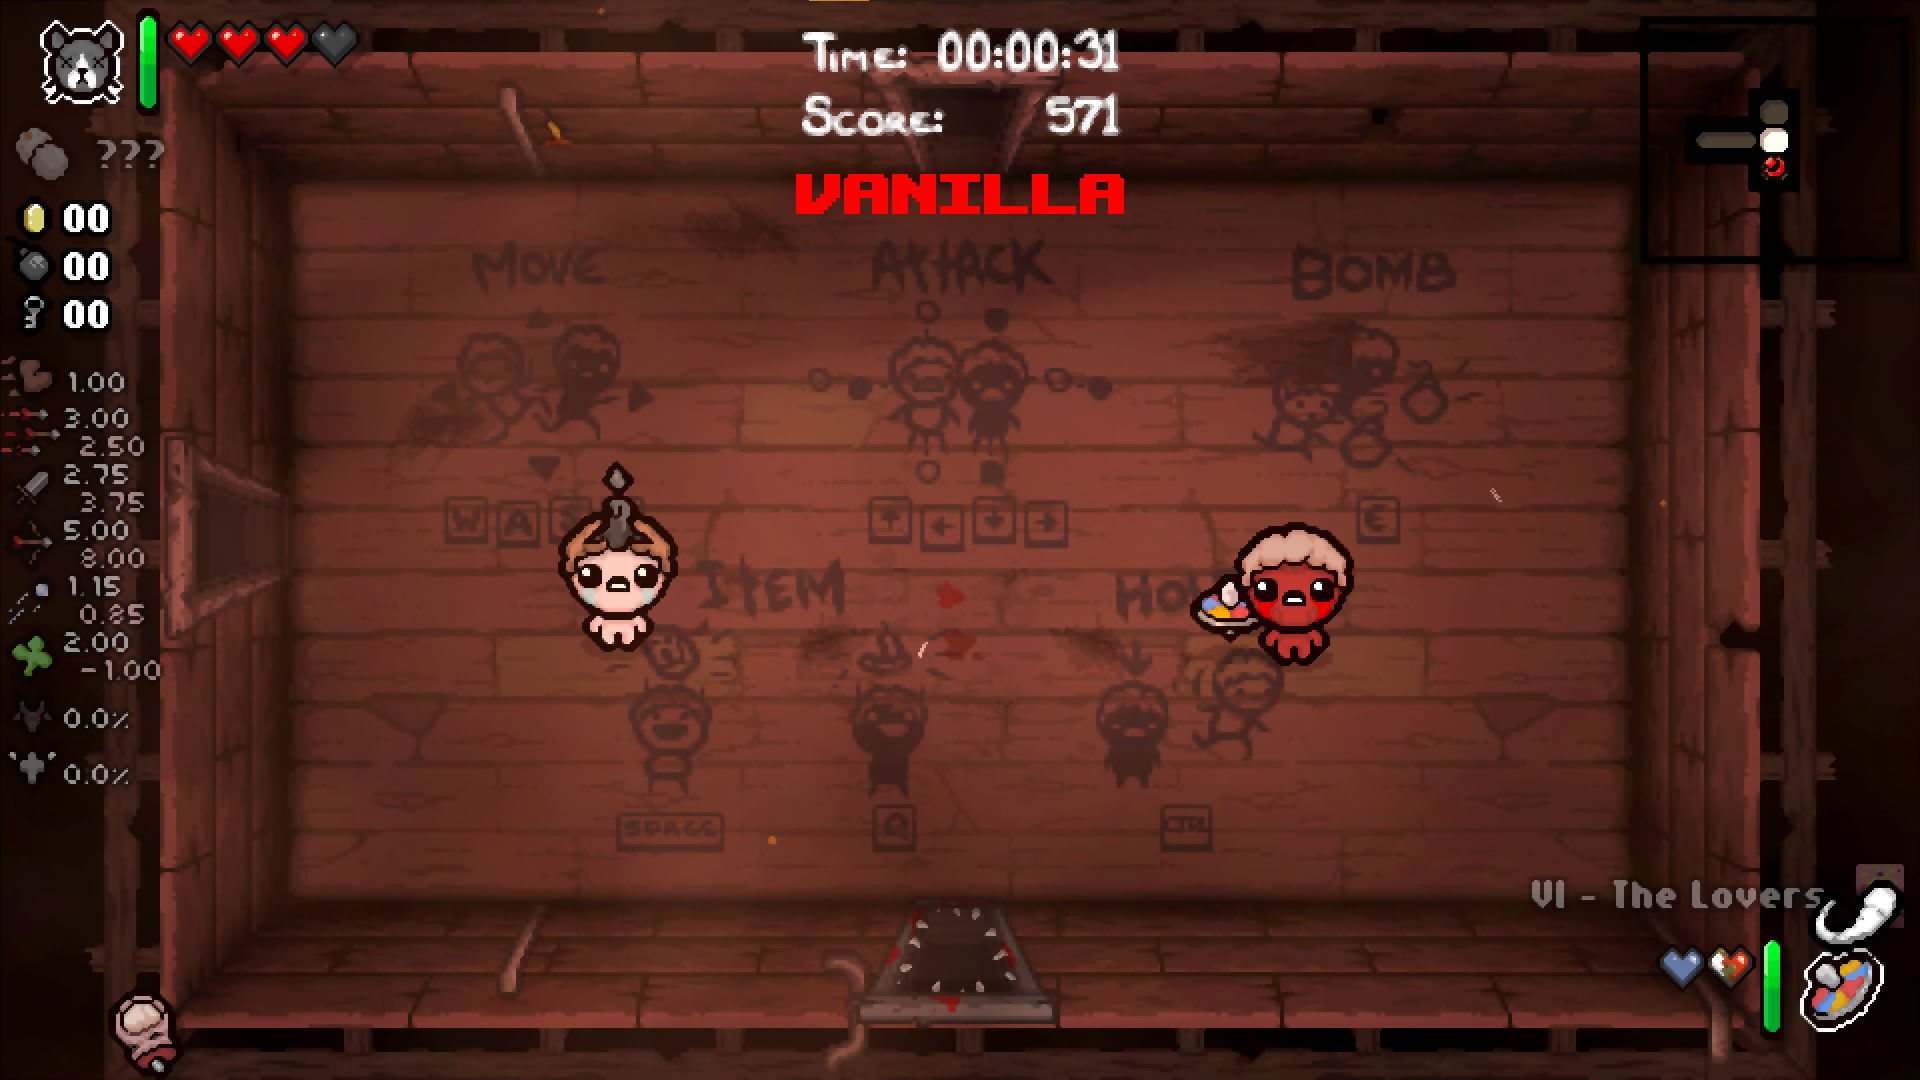 Time: 00:00:31
Score: 571
VANILLA
???
00
00
00
1.00
3.00
2.50
2.75
3.75
5.00
8.00
1.15
0.85
2.00
-1.00
0.0%
0.0%
MOVE ATTACK BOMB
W A E
ITEM
SPACE Q CTRL
VI - The Lovers